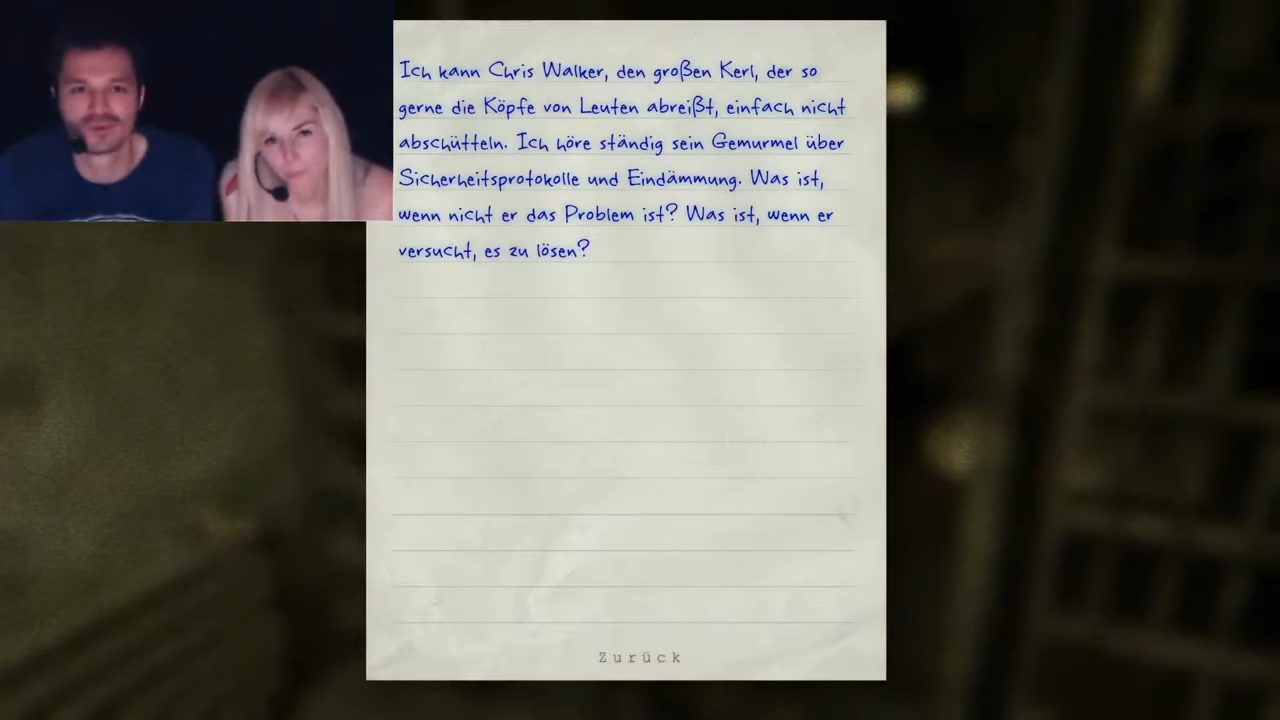 Ich kann Chris Walker, den großen Kerl, der so
gerne die Köpfe von Leuten abreißt, einfach nicht
abschütteln. Ich höre ständig sein Gemurmel über
Sicherheitsprotokolle und Eindämmung. Was ist,
wenn nicht er das Problem ist? Was ist, wenn er
versucht, es zu lösen?
Zurück